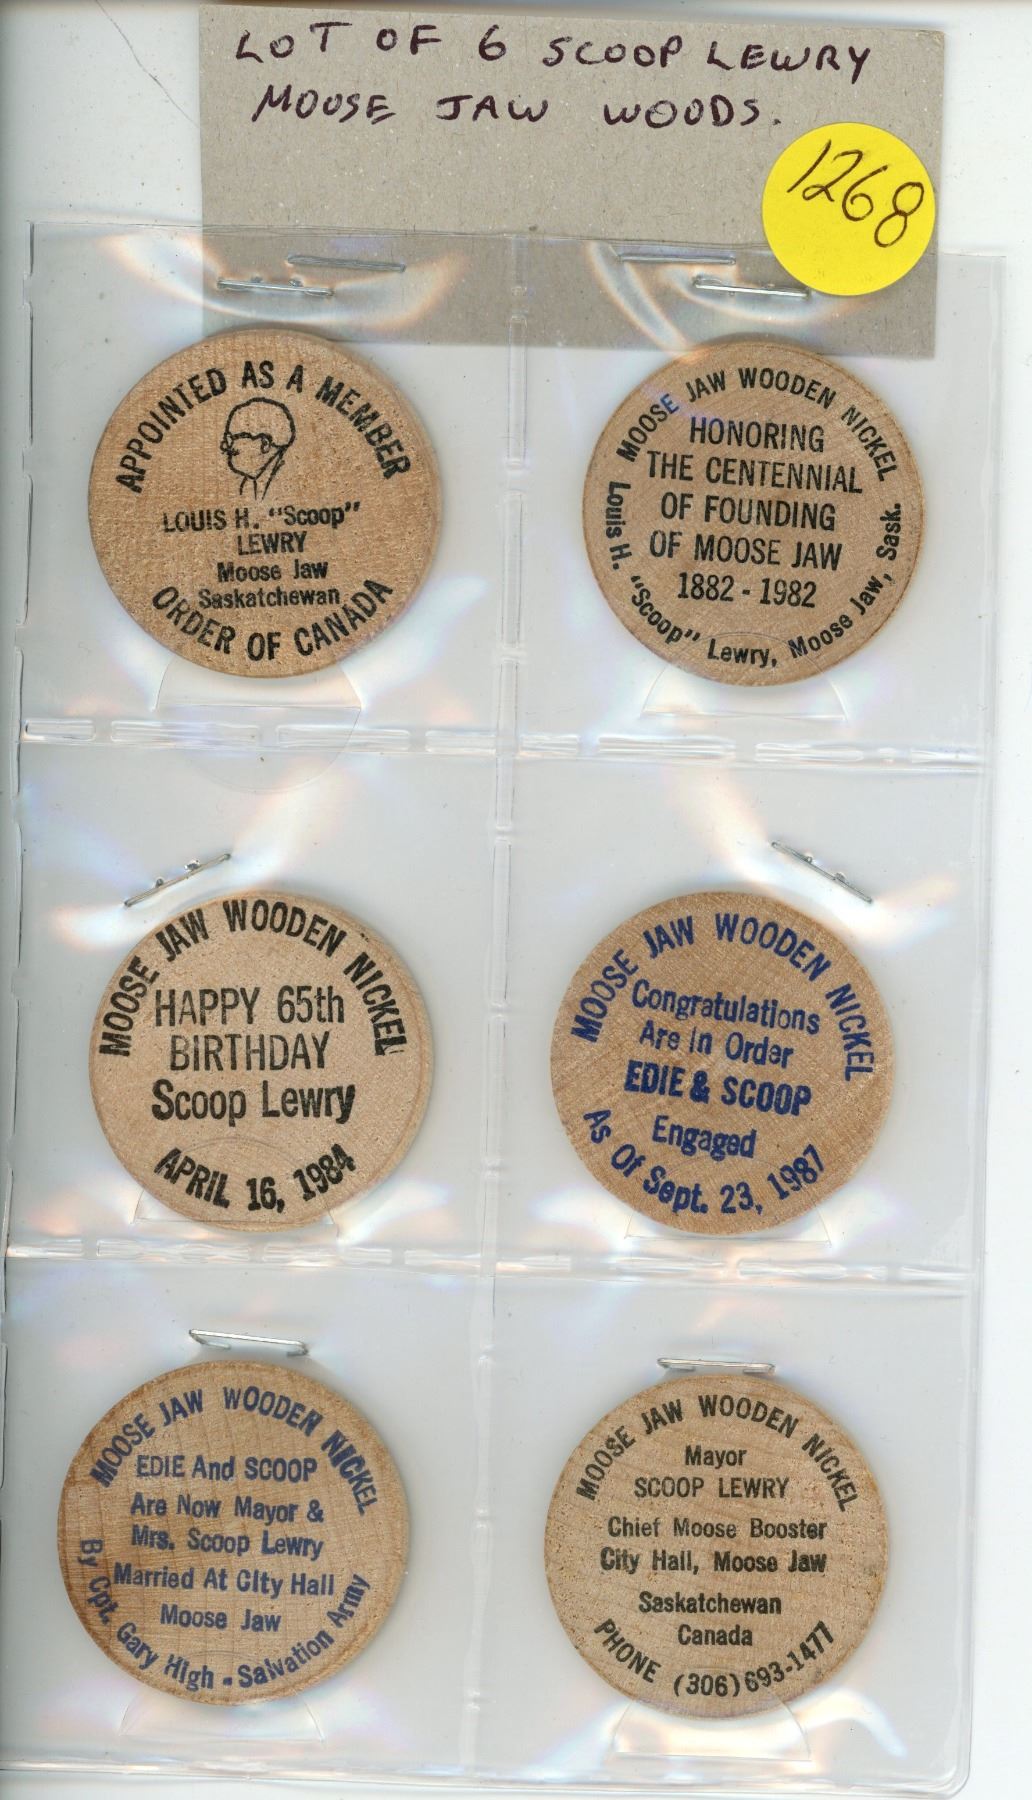 LOT OF 6 SCOOP LEWRY
MOOSE JAW WOODS.
1268
APPOINTED AS A MEMBER
LOUIS H. "Scoop"
LEWRY
Moose Jaw
Saskatchewan
ORDER OF CANADA
MOOSE JAW WOODEN NICKEL
HONORING
THE CENTENNIAL
OF FOUNDING
OF MOOSE JAW
1882 - 1982
Louis H. "Scoop" Lewry, Moose Jaw, Sask.
MOOSE JAW WOODEN NICKEL
HAPPY 65th
BIRTHDAY
Scoop Lewry
APRIL 16, 1984
MOOSE JAW WOODEN NICKEL
Congratulations
Are In Order
EDIE & SCOOP
Engaged
As Of Sept. 23, 1987
MOOSE JAW WOODEN NICKEL
EDIE And SCOOP
Are Now Mayor &
Mrs. Scoop Lewry
Married At City Hall
Moose Jaw
By Cpt. Gary High - Salvation Army
MOOSE JAW WOODEN NICKEL
Mayor
SCOOP LEWRY
Chief Moose Booster
City Hall, Moose Jaw
Saskatchewan
Canada
PHONE (306) 693-1477